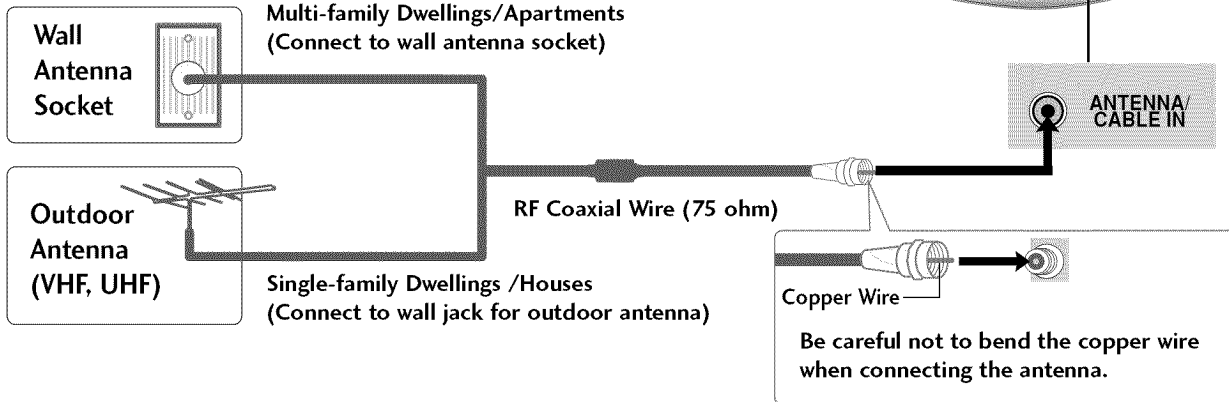 Multi-family Dwellings/Apartments
(Connect to wall antenna socket)
Wall
Antenna
Socket
ANTENNA/
CABLE IN
RF Coaxial Wire (75 ohm)
Outdoor
Antenna
(VHF, UHF)
Single-family Dwellings /Houses
(Connect to wall jack for outdoor antenna)
Copper Wire
Be careful not to bend the copper wire
when connecting the antenna.